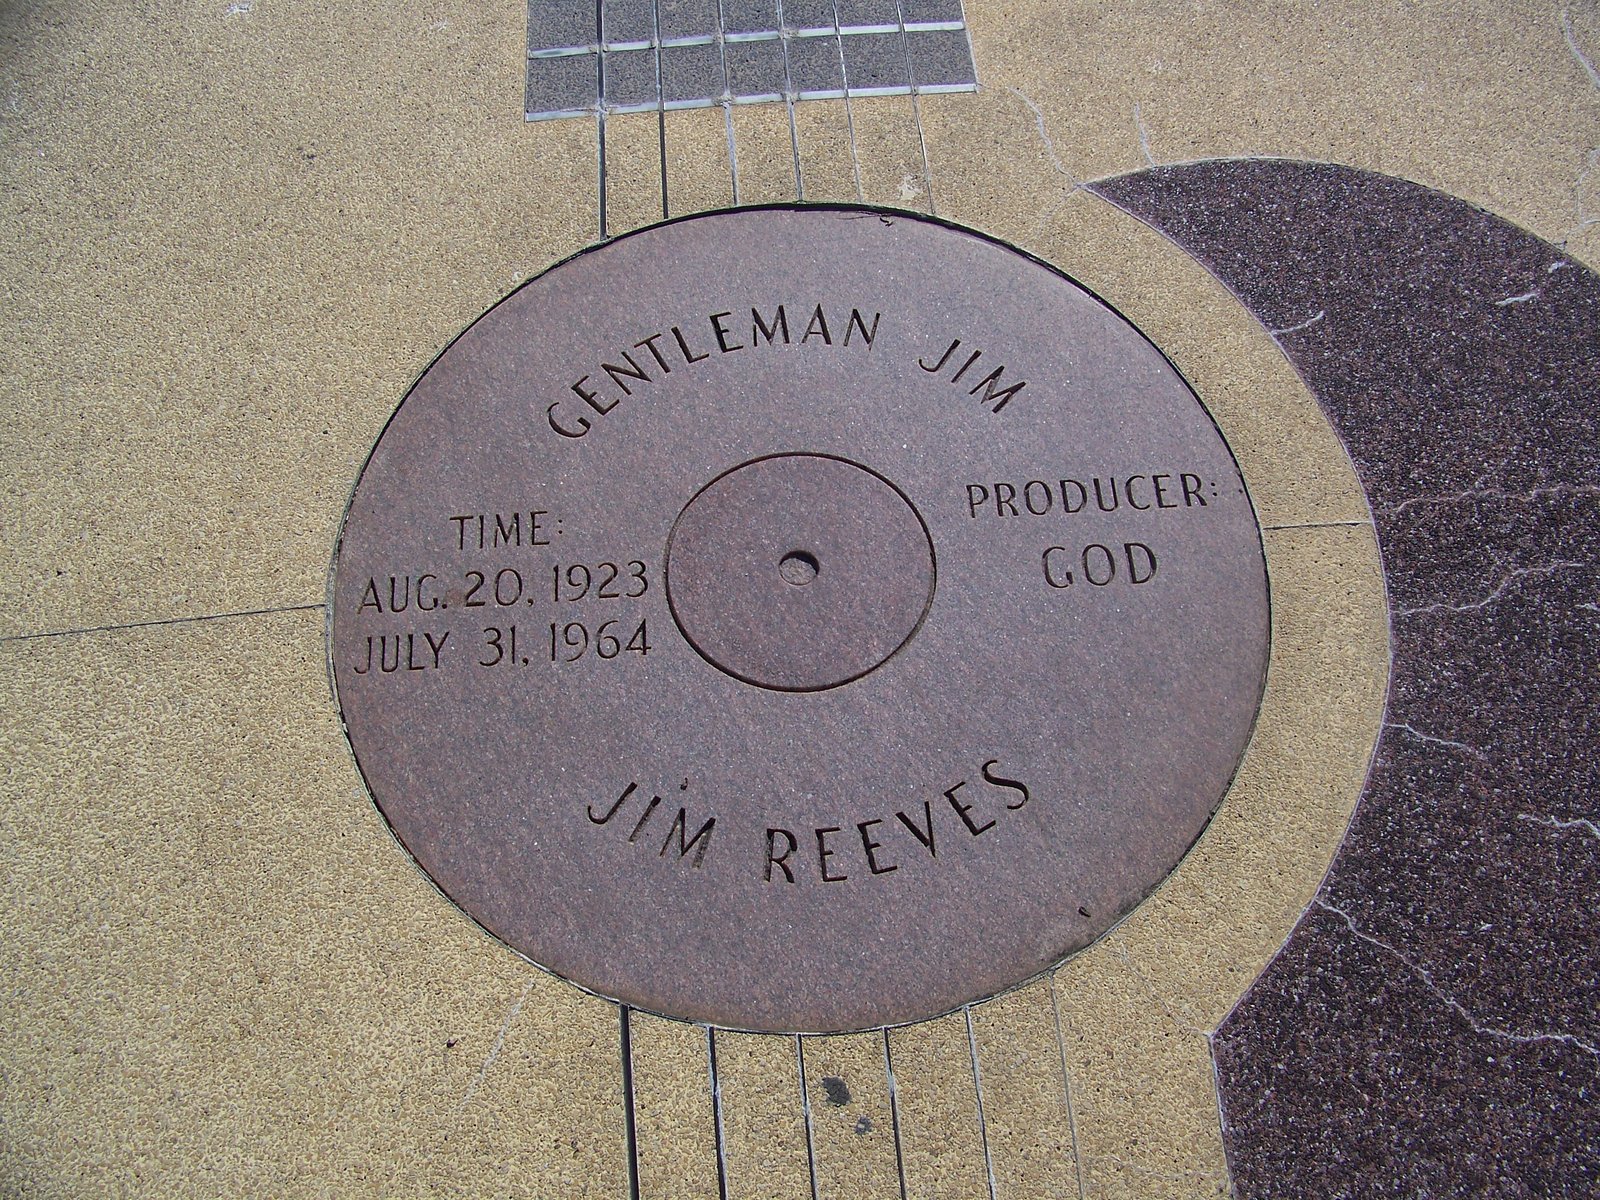 GENTLEMAN JIM
TIME:
AUG. 20, 1923
JULY 31, 1964
PRODUCER:
GOD
JIM REEVES